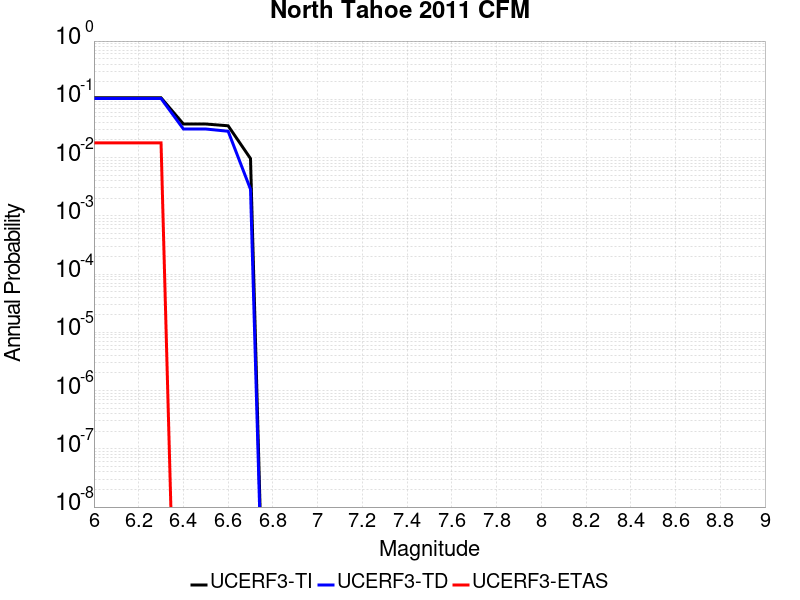 North Tahoe 2011 CFM
10^0
10^-1
10^-2
10^-3
10^-4
10^-5
10^-6
10^-7
10^-8
Annual Probability
6 6.2 6.4 6.6 6.8 7 7.2 7.4 7.6 7.8 8 8.2 8.4 8.6 8.8 9
Magnitude
UCERF3-TI UCERF3-TD UCERF3-ETAS